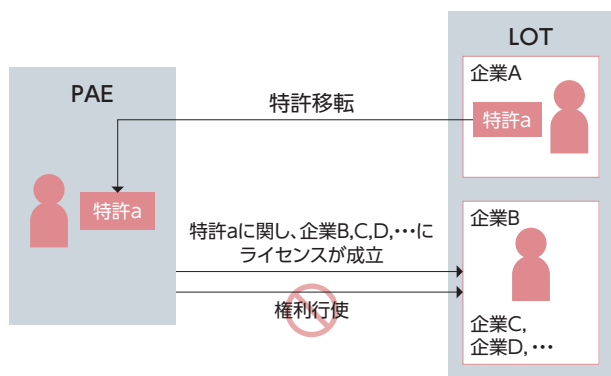 LOT
企業A
特許a
PAE
特許移転
特許a
特許aに関し、企業B,C,D,･･･に
ライセンスが成立
権利行使
企業B
企業C,
企業D,･･･